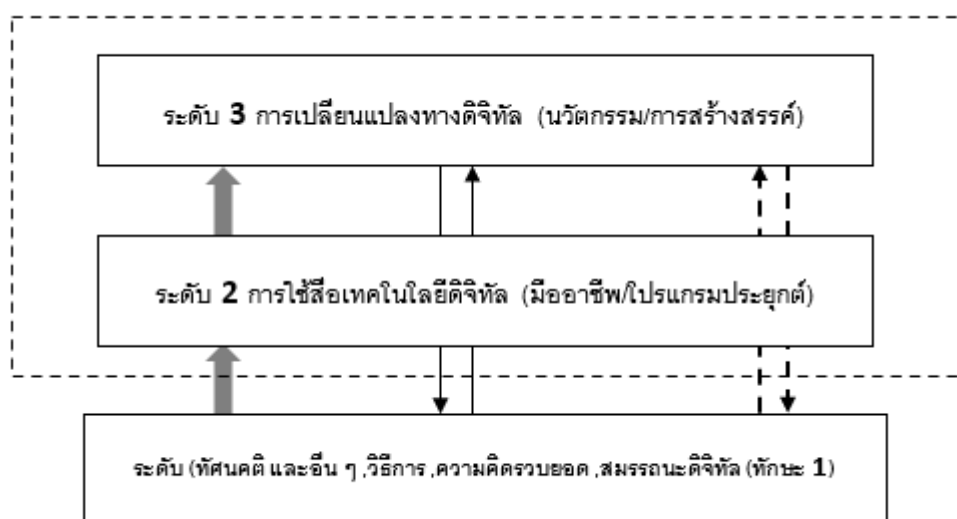 ระดับ 3 การเปลี่ยนแปลงทางดิจิทัล (นวัตกรรม/การสร้างสรรค์)
ระดับ 2 การใช้สื่อเทคโนโลยีดิจิทัล (มืออาชีพ/โปรแกรมประยุกต์)
ระดับ (ทัศนคติ และอื่น ๆ ,วิธีการ ,ความคิดรวบยอด ,สมรรถนะดิจิทัล (ทักษะ 1)